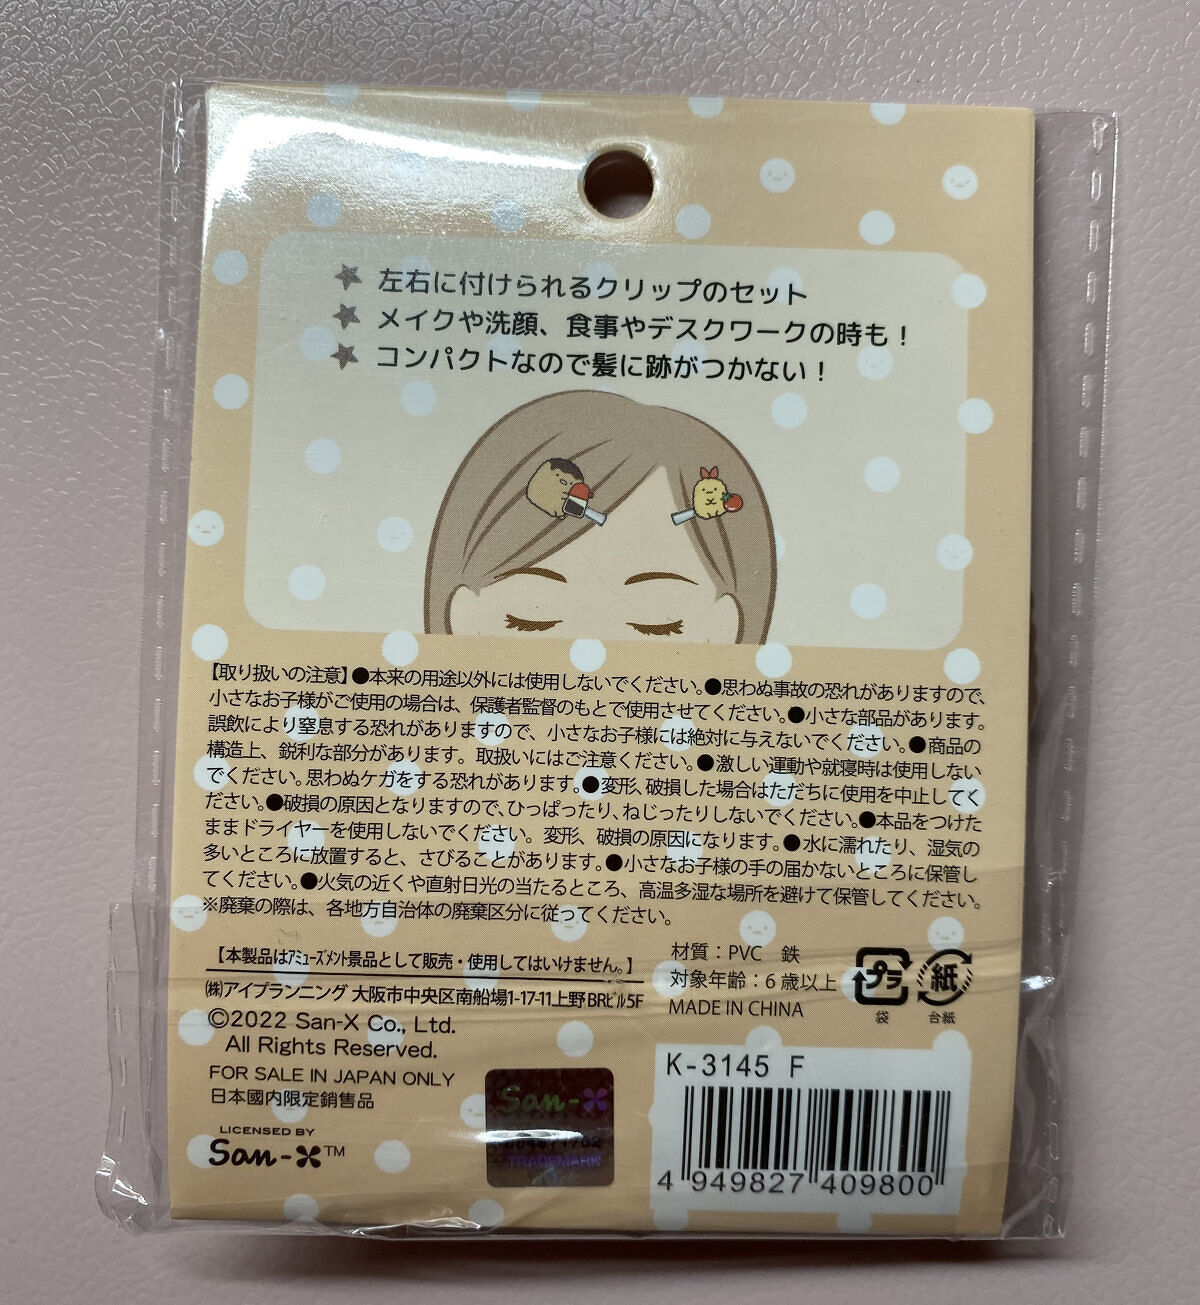 ★ 左右に付けられるクリップのセット
★ メイクや洗顔、食事やデスクワークの時も！
★ コンパクトなので髪に跡がつかない！
【取り扱いの注意】●本来の用途以外には使用しないでください。●思わぬ事故の恐れがありますので、
小さなお子様がご使用の場合は、保護者監督のもとで使用させてください。●小さな部品があります。
誤飲により窒息する恐れがありますので、小さなお子様には絶対に与えないでください。●商品の
構造上、鋭利な部分があります。取扱いにはご注意ください。●激しい運動や就寝時は使用しない
でください。思わぬケガをする恐れがあります。●変形、破損した場合はただちに使用を中止してく
ださい。●破損の原因となりますので、ひっぱったり、ねじったりしないでください。●本品をつけた
ままドライヤーを使用しないでください。変形、破損の原因になります。●水に濡れたり、湿気の
多いところに放置すると、さびることがあります。●小さなお子様の手の届かないところに保管し
てください。●火気の近くや直射日光の当たるところ、高温多湿な場所を避けて保管してください。
※廃棄の際は、各地方自治体の廃棄区分に従ってください。
【本製品はｱﾐｭｰｽﾞﾒﾝﾄ景品として販売・使用してはいけません。】
㈱アイプランニング 大阪市中央区南船場1-17-11上野BRﾋﾞﾙ5F
©2022 San-X Co., Ltd.
All Rights Reserved.
FOR SALE IN JAPAN ONLY
日本國内限定銷售品
LICENSED BY
San-X™
材質：PVC 鉄
対象年齢：6歳以上
MADE IN CHINA
プラ
袋
紙
台紙
San-X
TRADEMARK
K-3145 F
4 949827 409800